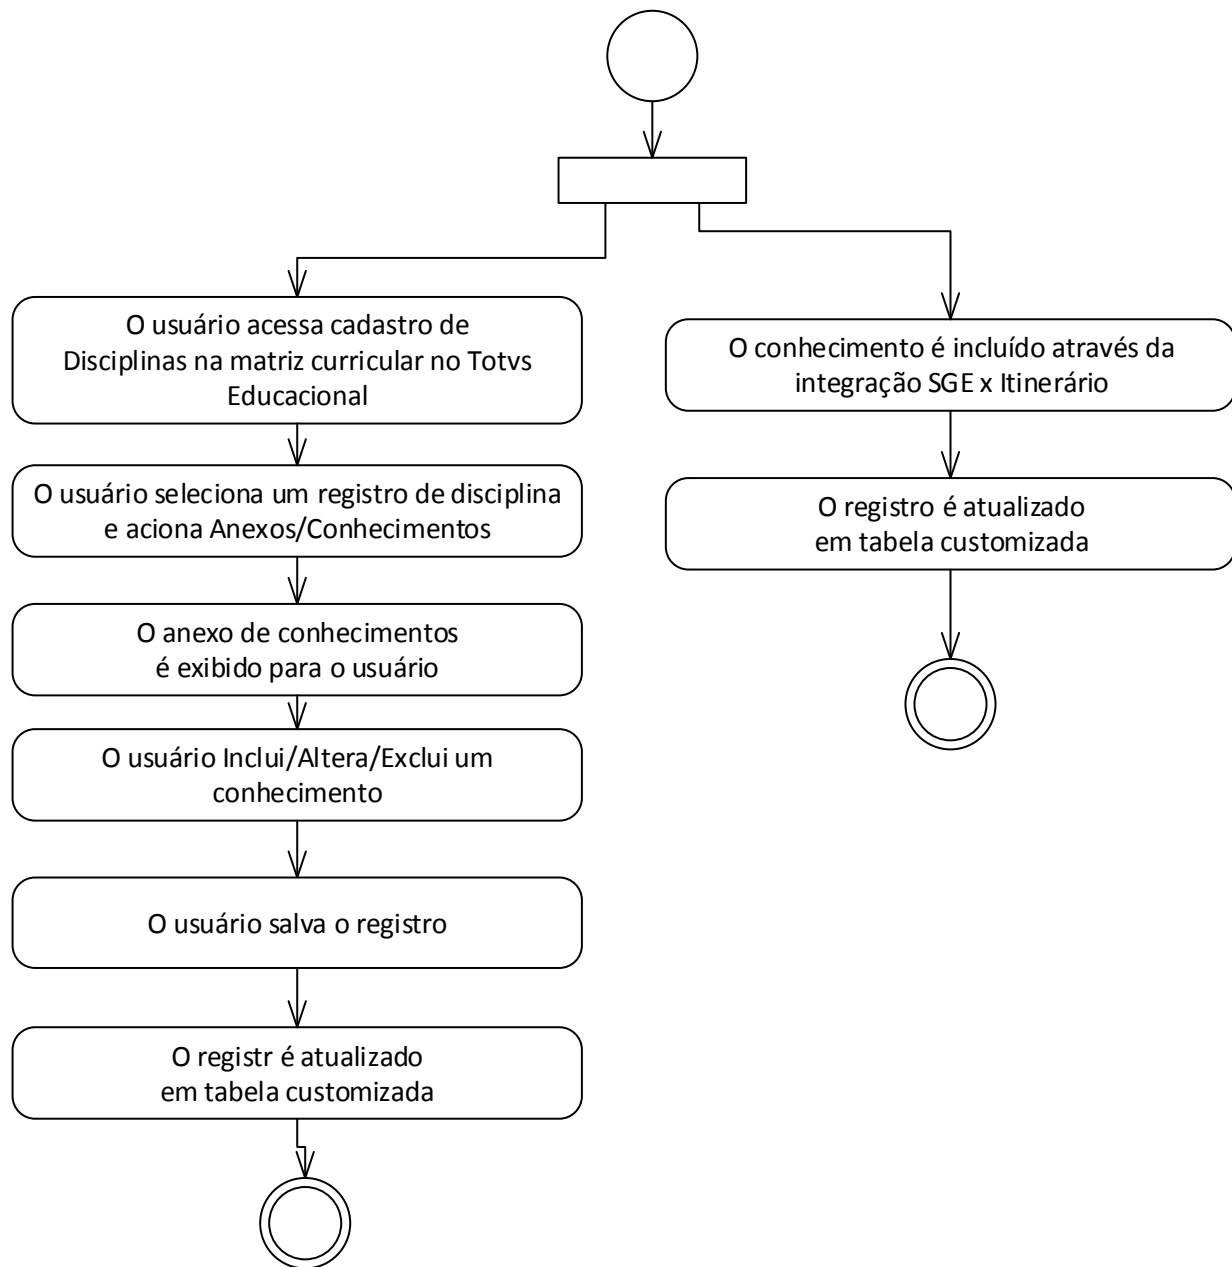 O usuário acessa cadastro de
Disciplinas na matriz curricular no Totvs
Educacional
O usuário seleciona um registro de disciplina
e aciona Anexos/Conhecimentos
O anexo de conhecimentos
é exibido para o usuário
O usuário Inclui/Altera/Exclui um
conhecimento
O usuário salva o registro
O registr é atualizado
em tabela customizada
O conhecimento é incluído através da
integração SGE x Itinerário
O registro é atualizado
em tabela customizada